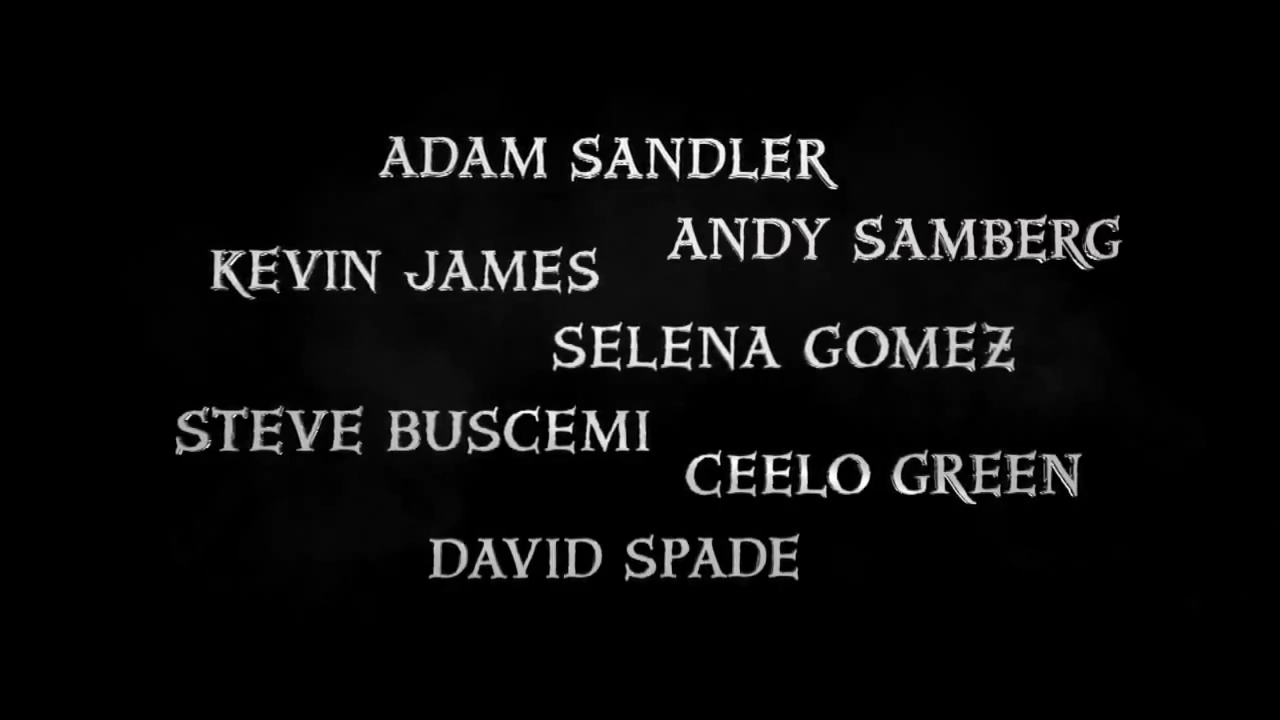 ADAM SANDLER
ANDY SAMBERG
KEVIN JAMES
SELENA GOMEZ
STEVE BUSCEMI
CEELO GREEN
DAVID SPADE